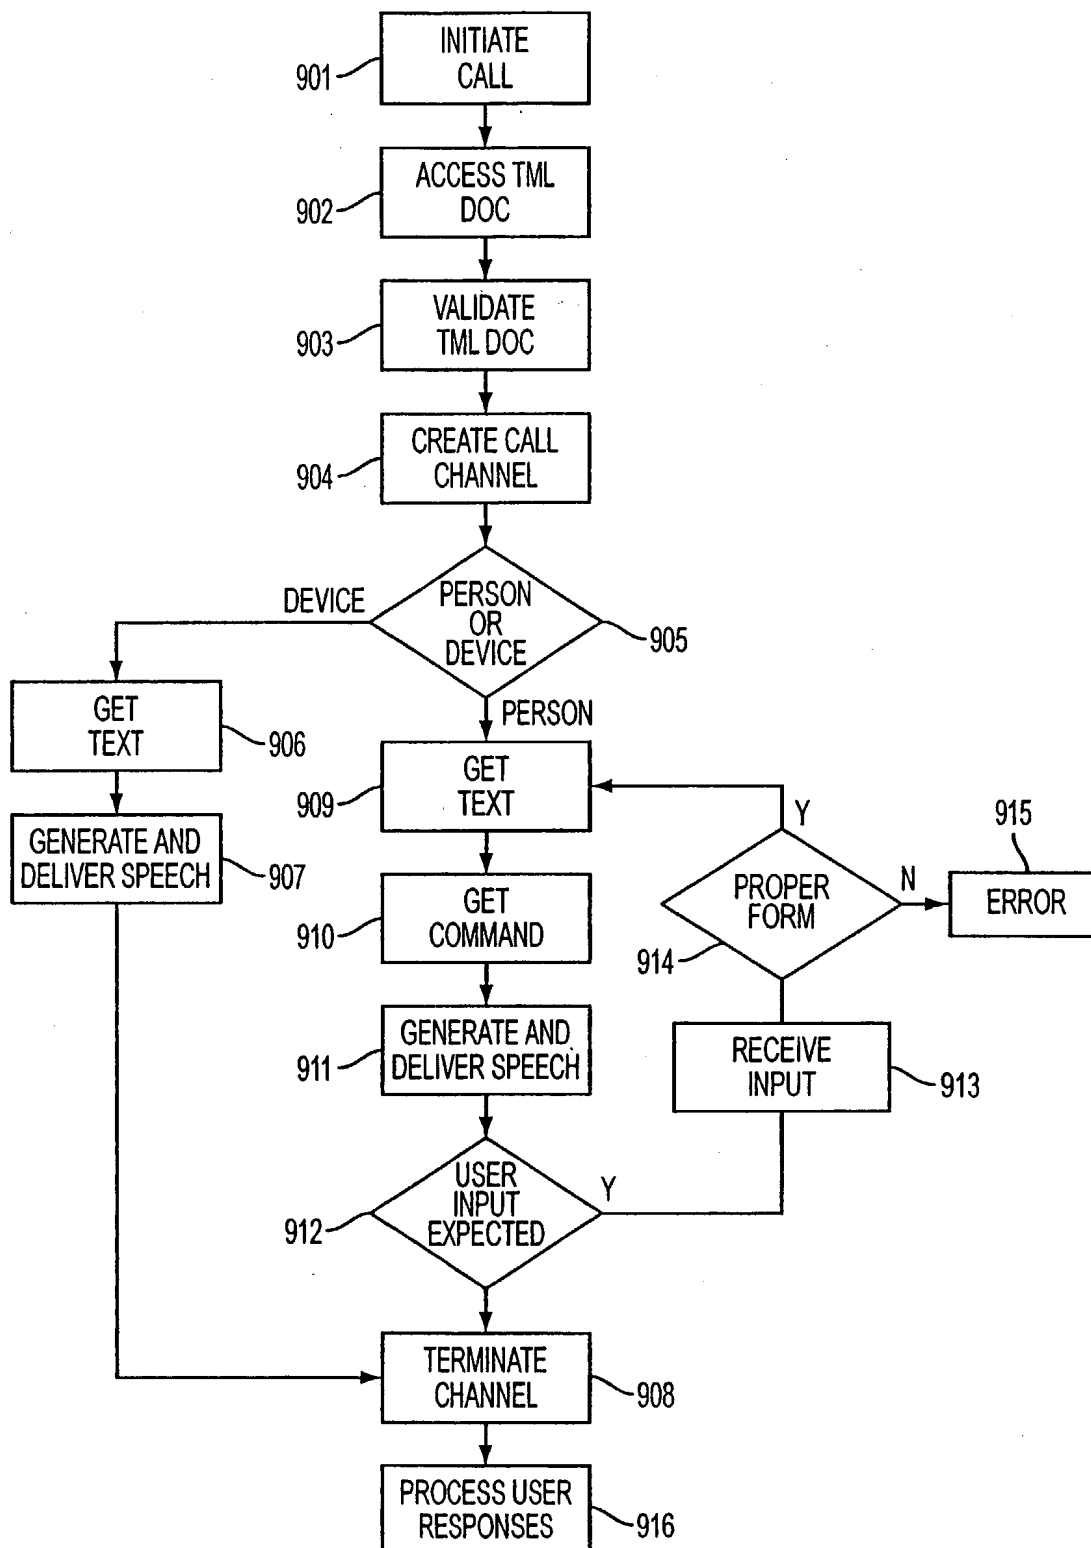 INITIATE
CALL
901
ACCESS TML
DOC
902
VALIDATE
TML DOC
903
CREATE CALL
CHANNEL
904
DEVICE
PERSON
OR
DEVICE
905
PERSON
GET
TEXT
906
GET
TEXT
909
Y
915
GENERATE AND
DELIVER SPEECH
907
PROPER
FORM
914
N
ERROR
GET
COMMAND
910
GENERATE AND
DELIVER SPEECH
911
RECEIVE
INPUT
913
USER
INPUT
EXPECTED
912
Y
TERMINATE
CHANNEL
908
PROCESS USER
RESPONSES
916